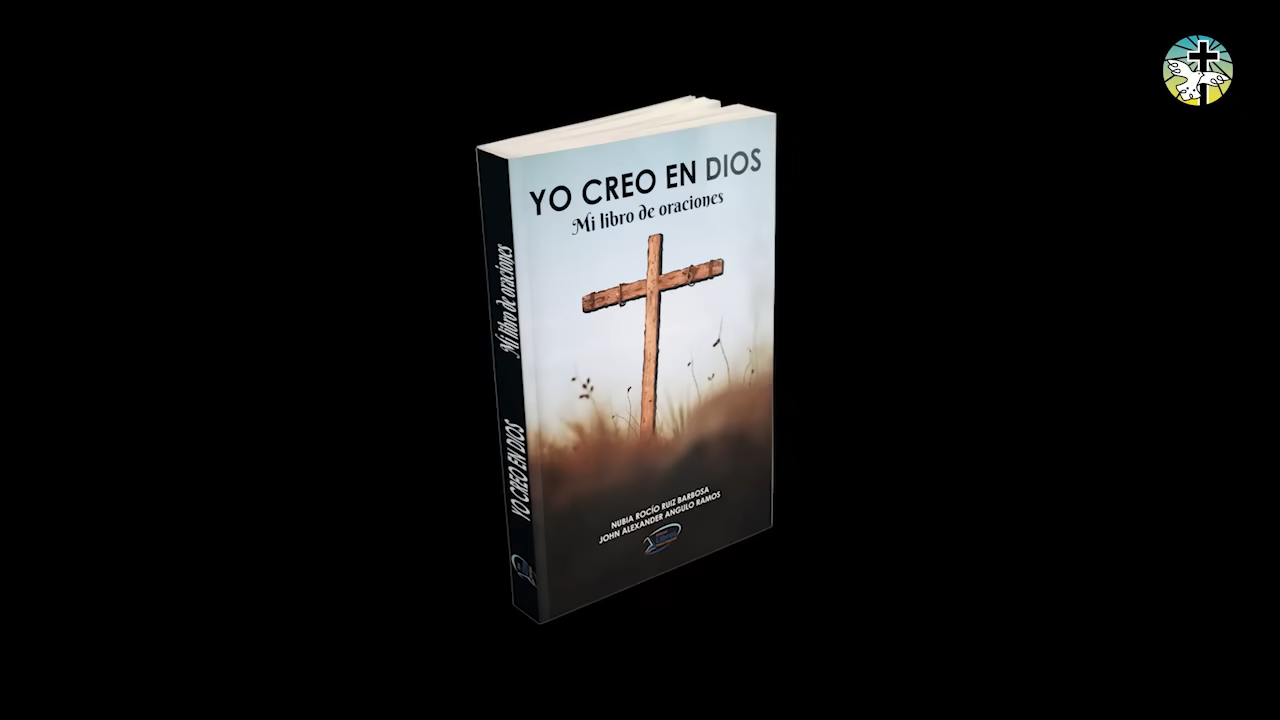 YO CREO EN DIOS
Mi libro de oraciones
NUBIA ROCÍO RUIZ BARBOSA
JOHN ALEXANDER ANGULO RAMOS
Mi libro de oraciones
YO CREO EN DIOS